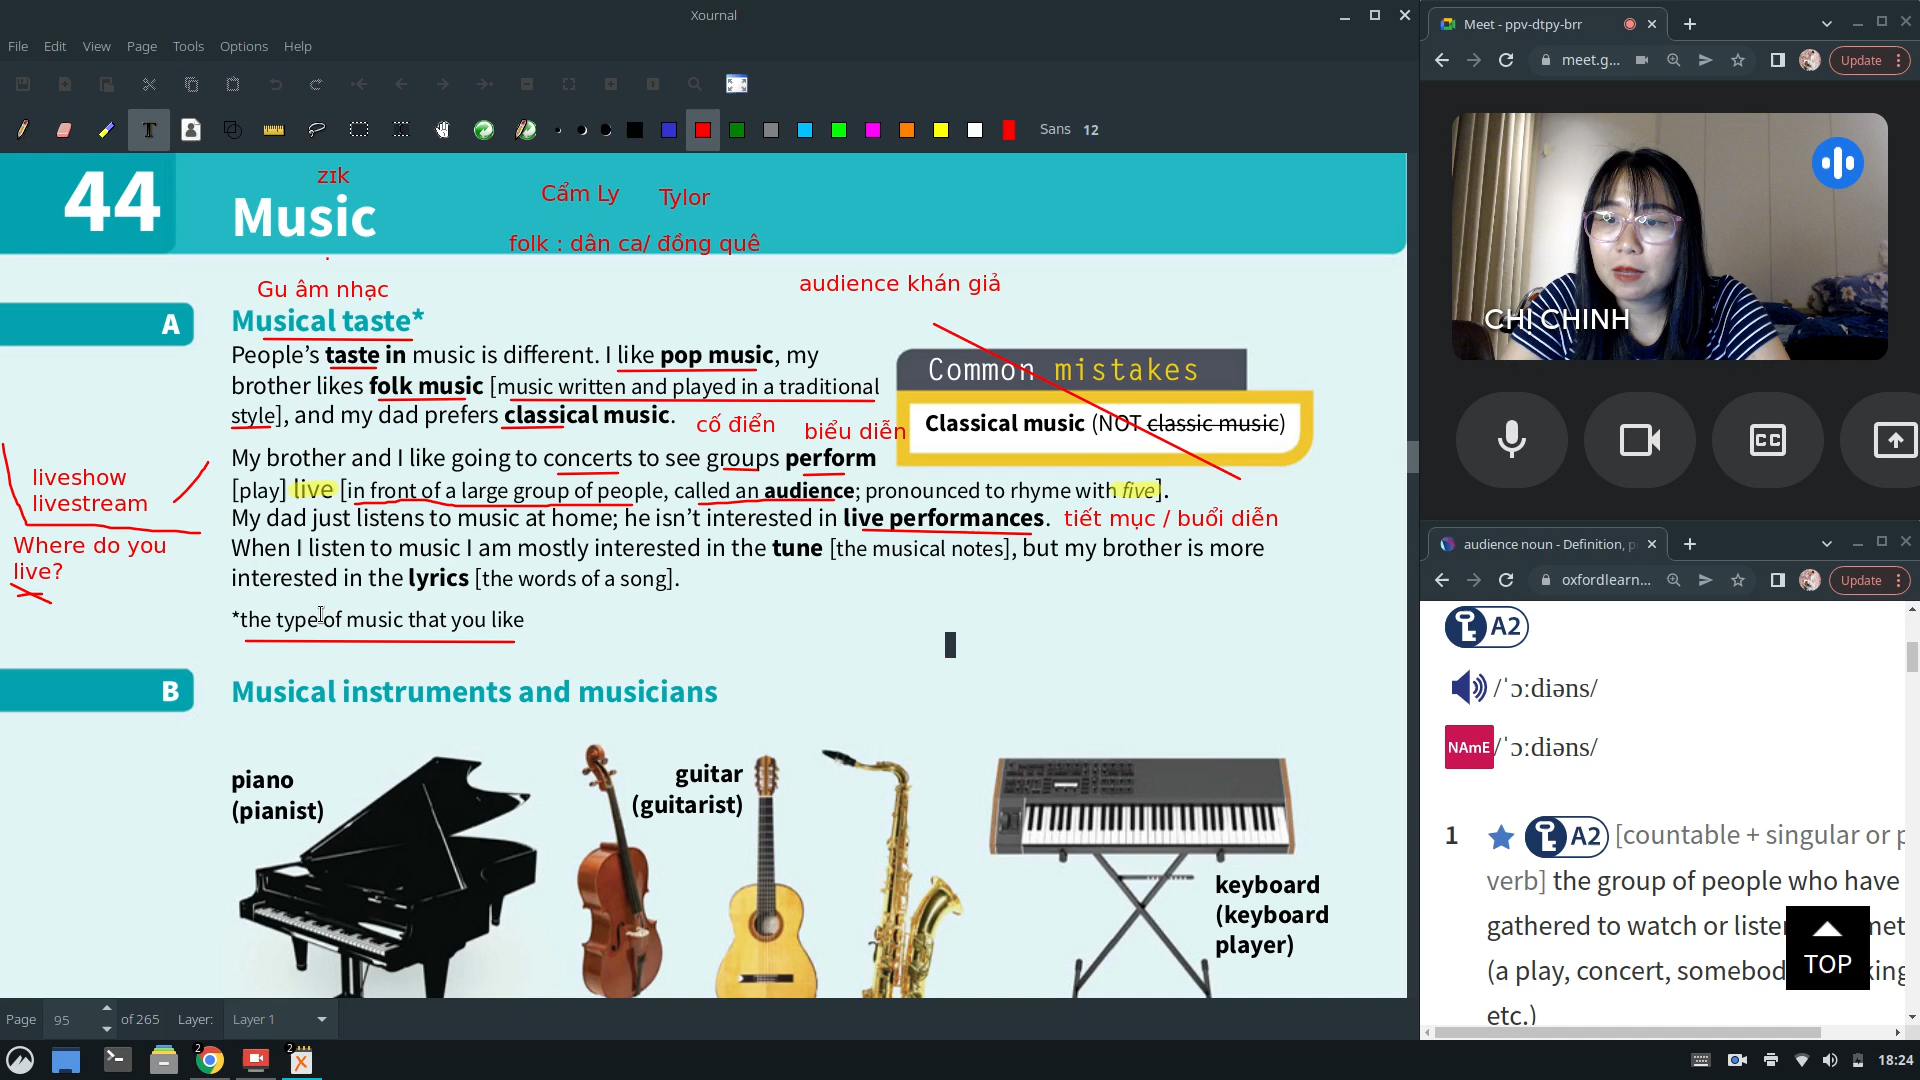 Xournal
File Edit View Page Tools Options Help
Sans 12
44
Music
zɪk
Cẩm Ly Tylor
folk : dân ca/ đồng quê
Gu âm nhạc
audience khán giả
A
Musical taste*
People's taste in music is different. I like pop music, my
brother likes folk music [music written and played in a traditional
style], and my dad prefers classical music.
cố điển
biểu diễn
Common mistakes
Classical music (NOT classic music)
My brother and I like going to concerts to see groups perform
[play] live [in front of a large group of people, called an audience; pronounced to rhyme with five].
My dad just listens to music at home; he isn't interested in live performances.
tiết mục / buổi diễn
When I listen to music I am mostly interested in the tune [the musical notes], but my brother is more
interested in the lyrics [the words of a song].
*the type of music that you like
liveshow
livestream
Where do you
live?
B
Musical instruments and musicians
piano
(pianist)
guitar
(guitarist)
keyboard
(keyboard
player)
Page 95 of 265 Layer: Layer 1
Meet - ppv-dtpy-brr
meet.g...
Update
CHỊ CHINH
CC
audience noun - Definition, p
oxfordlearn...
Update
A2
/ˈɔːdiəns/
NAmE /ˈɔːdiəns/
1 A2 [countable + singular or p
verb] the group of people who have
gathered to watch or listen
(a play, concert, somebod
etc.)
TOP
2
2
18:24